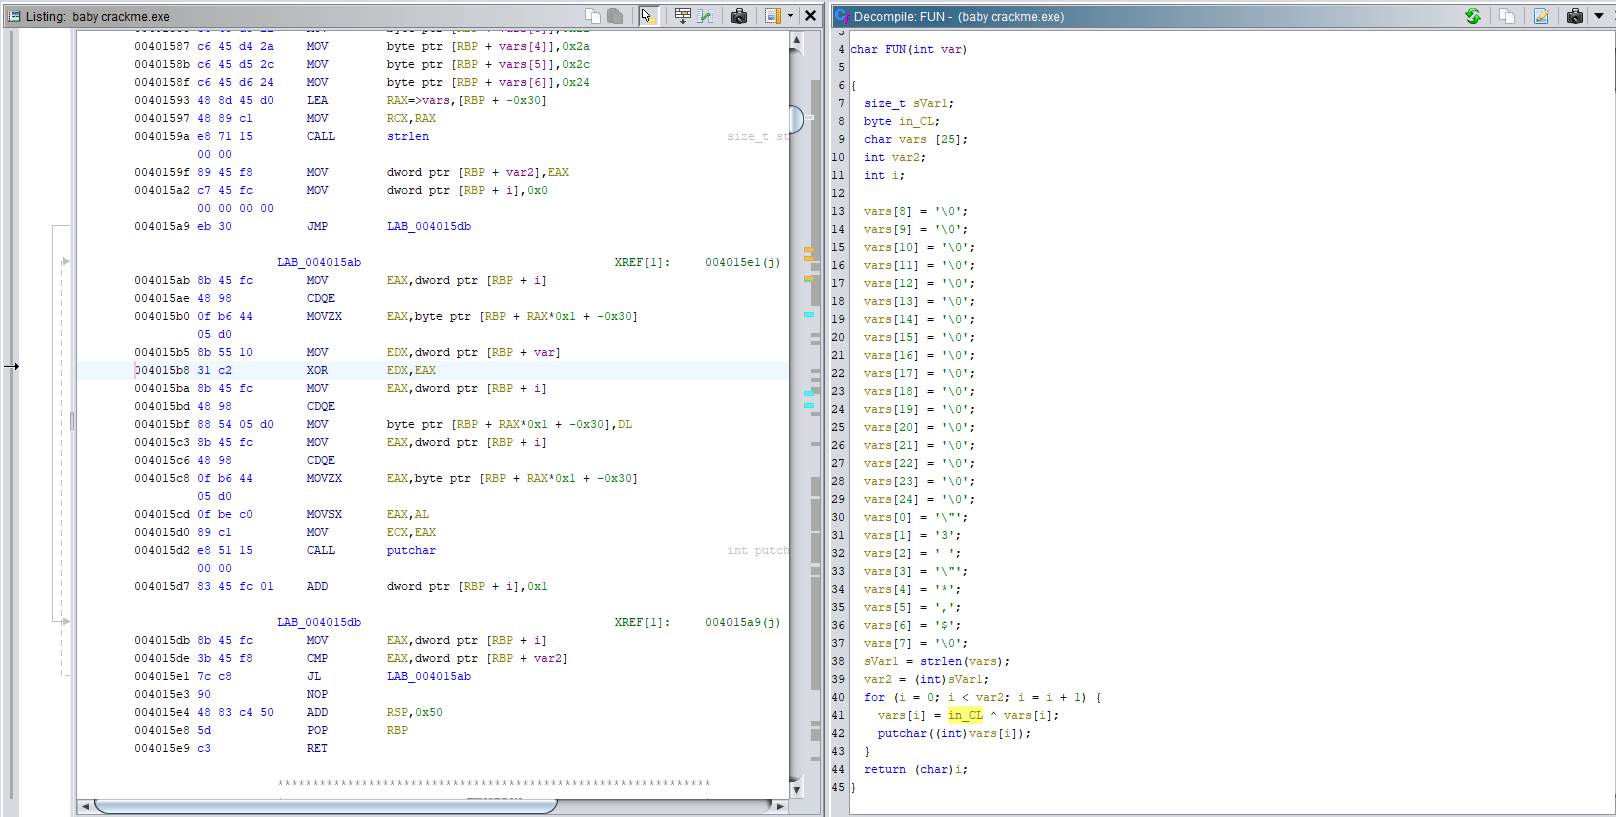 Listing: baby crackme.exe
00401587 c6 45 d4 2a MOV byte ptr [RBP + vars[4]],0x2a
0040158b c6 45 d5 2c MOV byte ptr [RBP + vars[5]],0x2c
0040158f c6 45 d6 24 MOV byte ptr [RBP + vars[6]],0x24
00401593 48 8d 45 d0 LEA RAX=>vars,[RBP + -0x30]
00401597 48 89 c1 MOV RCX,RAX
0040159a e8 71 15 CALL strlen size_t st
00 00
0040159f 89 45 f8 MOV dword ptr [RBP + var2],EAX
004015a2 c7 45 fc MOV dword ptr [RBP + i],0x0
00 00 00 00
004015a9 eb 30 JMP LAB_004015db
LAB_004015ab XREF[1]: 004015e1(j)
004015ab 8b 45 fc MOV EAX,dword ptr [RBP + i]
004015ae 48 98 CDQE
004015b0 0f b6 44 MOVZX EAX,byte ptr [RBP + RAX*0x1 + -0x30]
05 d0
004015b5 8b 55 10 MOV EDX,dword ptr [RBP + var]
004015b8 31 c2 XOR EDX,EAX
004015ba 8b 45 fc MOV EAX,dword ptr [RBP + i]
004015bd 48 98 CDQE
004015bf 88 54 05 d0 MOV byte ptr [RBP + RAX*0x1 + -0x30],DL
004015c3 8b 45 fc MOV EAX,dword ptr [RBP + i]
004015c6 48 98 CDQE
004015c8 0f b6 44 MOVZX EAX,byte ptr [RBP + RAX*0x1 + -0x30]
05 d0
004015cd 0f be c0 MOVSX EAX,AL
004015d0 89 c1 MOV ECX,EAX
004015d2 e8 51 15 CALL putchar int putch
00 00
004015d7 83 45 fc 01 ADD dword ptr [RBP + i],0x1
LAB_004015db XREF[1]: 004015a9(j)
004015db 8b 45 fc MOV EAX,dword ptr [RBP + i]
004015de 3b 45 f8 CMP EAX,dword ptr [RBP + var2]
004015e1 7c c8 JL LAB_004015ab
004015e3 90 NOP
004015e4 48 83 c4 50 ADD RSP,0x50
004015e8 5d POP RBP
004015e9 c3 RET
*************************************************************
Decompile: FUN - (baby crackme.exe)
3
4 char FUN(int var)
5
6 {
7 size_t sVar1;
8 byte in_CL;
9 char vars [25];
10 int var2;
11 int i;
12
13 vars[8] = '\0';
14 vars[9] = '\0';
15 vars[10] = '\0';
16 vars[11] = '\0';
17 vars[12] = '\0';
18 vars[13] = '\0';
19 vars[14] = '\0';
20 vars[15] = '\0';
21 vars[16] = '\0';
22 vars[17] = '\0';
23 vars[18] = '\0';
24 vars[19] = '\0';
25 vars[20] = '\0';
26 vars[21] = '\0';
27 vars[22] = '\0';
28 vars[23] = '\0';
29 vars[24] = '\0';
30 vars[0] = '\"';
31 vars[1] = '3';
32 vars[2] = ' ';
33 vars[3] = '\"';
34 vars[4] = '*';
35 vars[5] = ',';
36 vars[6] = '$';
37 vars[7] = '\0';
38 sVar1 = strlen(vars);
39 var2 = (int)sVar1;
40 for (i = 0; i < var2; i = i + 1) {
41 vars[i] = in_CL ^ vars[i];
42 putchar((int)vars[i]);
43 }
44 return (char)i;
45 }